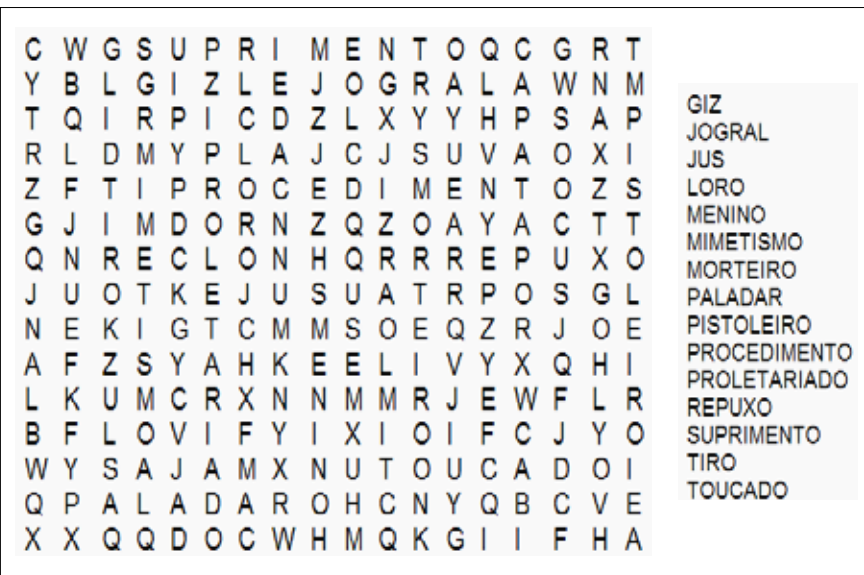 C W G S U P R I M E N T O Q C G R T
Y B L G I Z L E J O G R A L A W N M
T Q I R P I C D Z L X Y Y H P S A P
R L D M Y P L A J C J S U V A O X I
Z F T I P R O C E D I M E N T O Z S
G J I M D O R N Z Q Z O A Y A C T T
Q N R E C L O N H Q R R R E P U X O
J U O T K E J U S U A T R P O S G L
N E K I G T C M M S O E Q Z R J O E
A F Z S Y A H K E E L I V Y X Q H I
L K U M C R X N N M M R J E W F L R
B F L O V I F Y I X I O I F C J Y O
W Y S A J A M X N U T O U C A D O I
Q P A L A D A R O H C N Y Q B C V E
X X Q Q D O C W H M Q K G I I F H A
GIZ
JOGRAL
JUS
LORO
MENINO
MIMETISMO
MORTEIRO
PALADAR
PISTOLEIRO
PROCEDIMENTO
PROLETARIADO
REPUXO
SUPRIMENTO
TIRO
TOUCADO